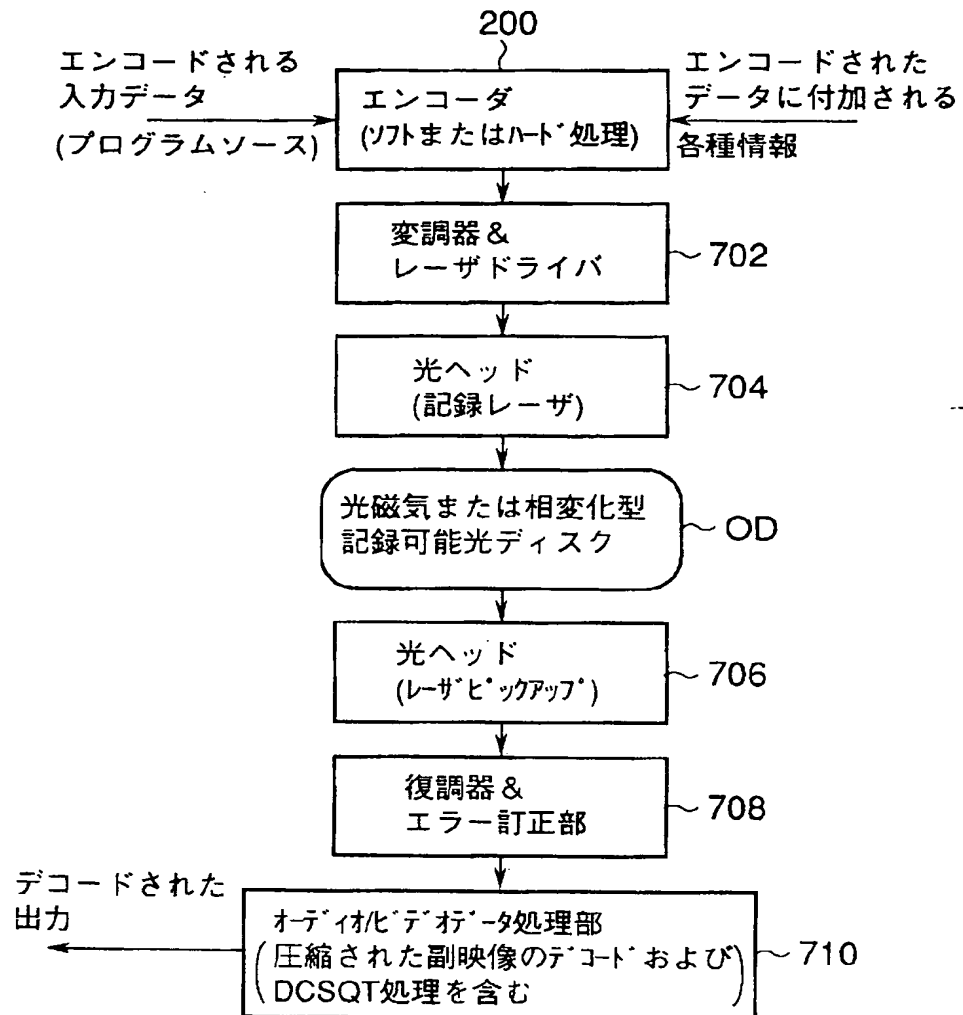 200
エンコードされる
入力データ
(プログラムソース)
エンコーダ
(ソフトまたはハード処理)
エンコードされた
データに付加される
各種情報
変調器&
レーザドライバ
702
光ヘッド
(記録レーザ)
704
光磁気または相変化型
記録可能光ディスク
OD
光ヘッド
(レーザピックアップ)
706
復調器&
エラー訂正部
708
デコードされた
出力
オーディオ/ビデオデータ処理部
(圧縮された副映像のデコードおよび
DCSQT処理を含む)
710